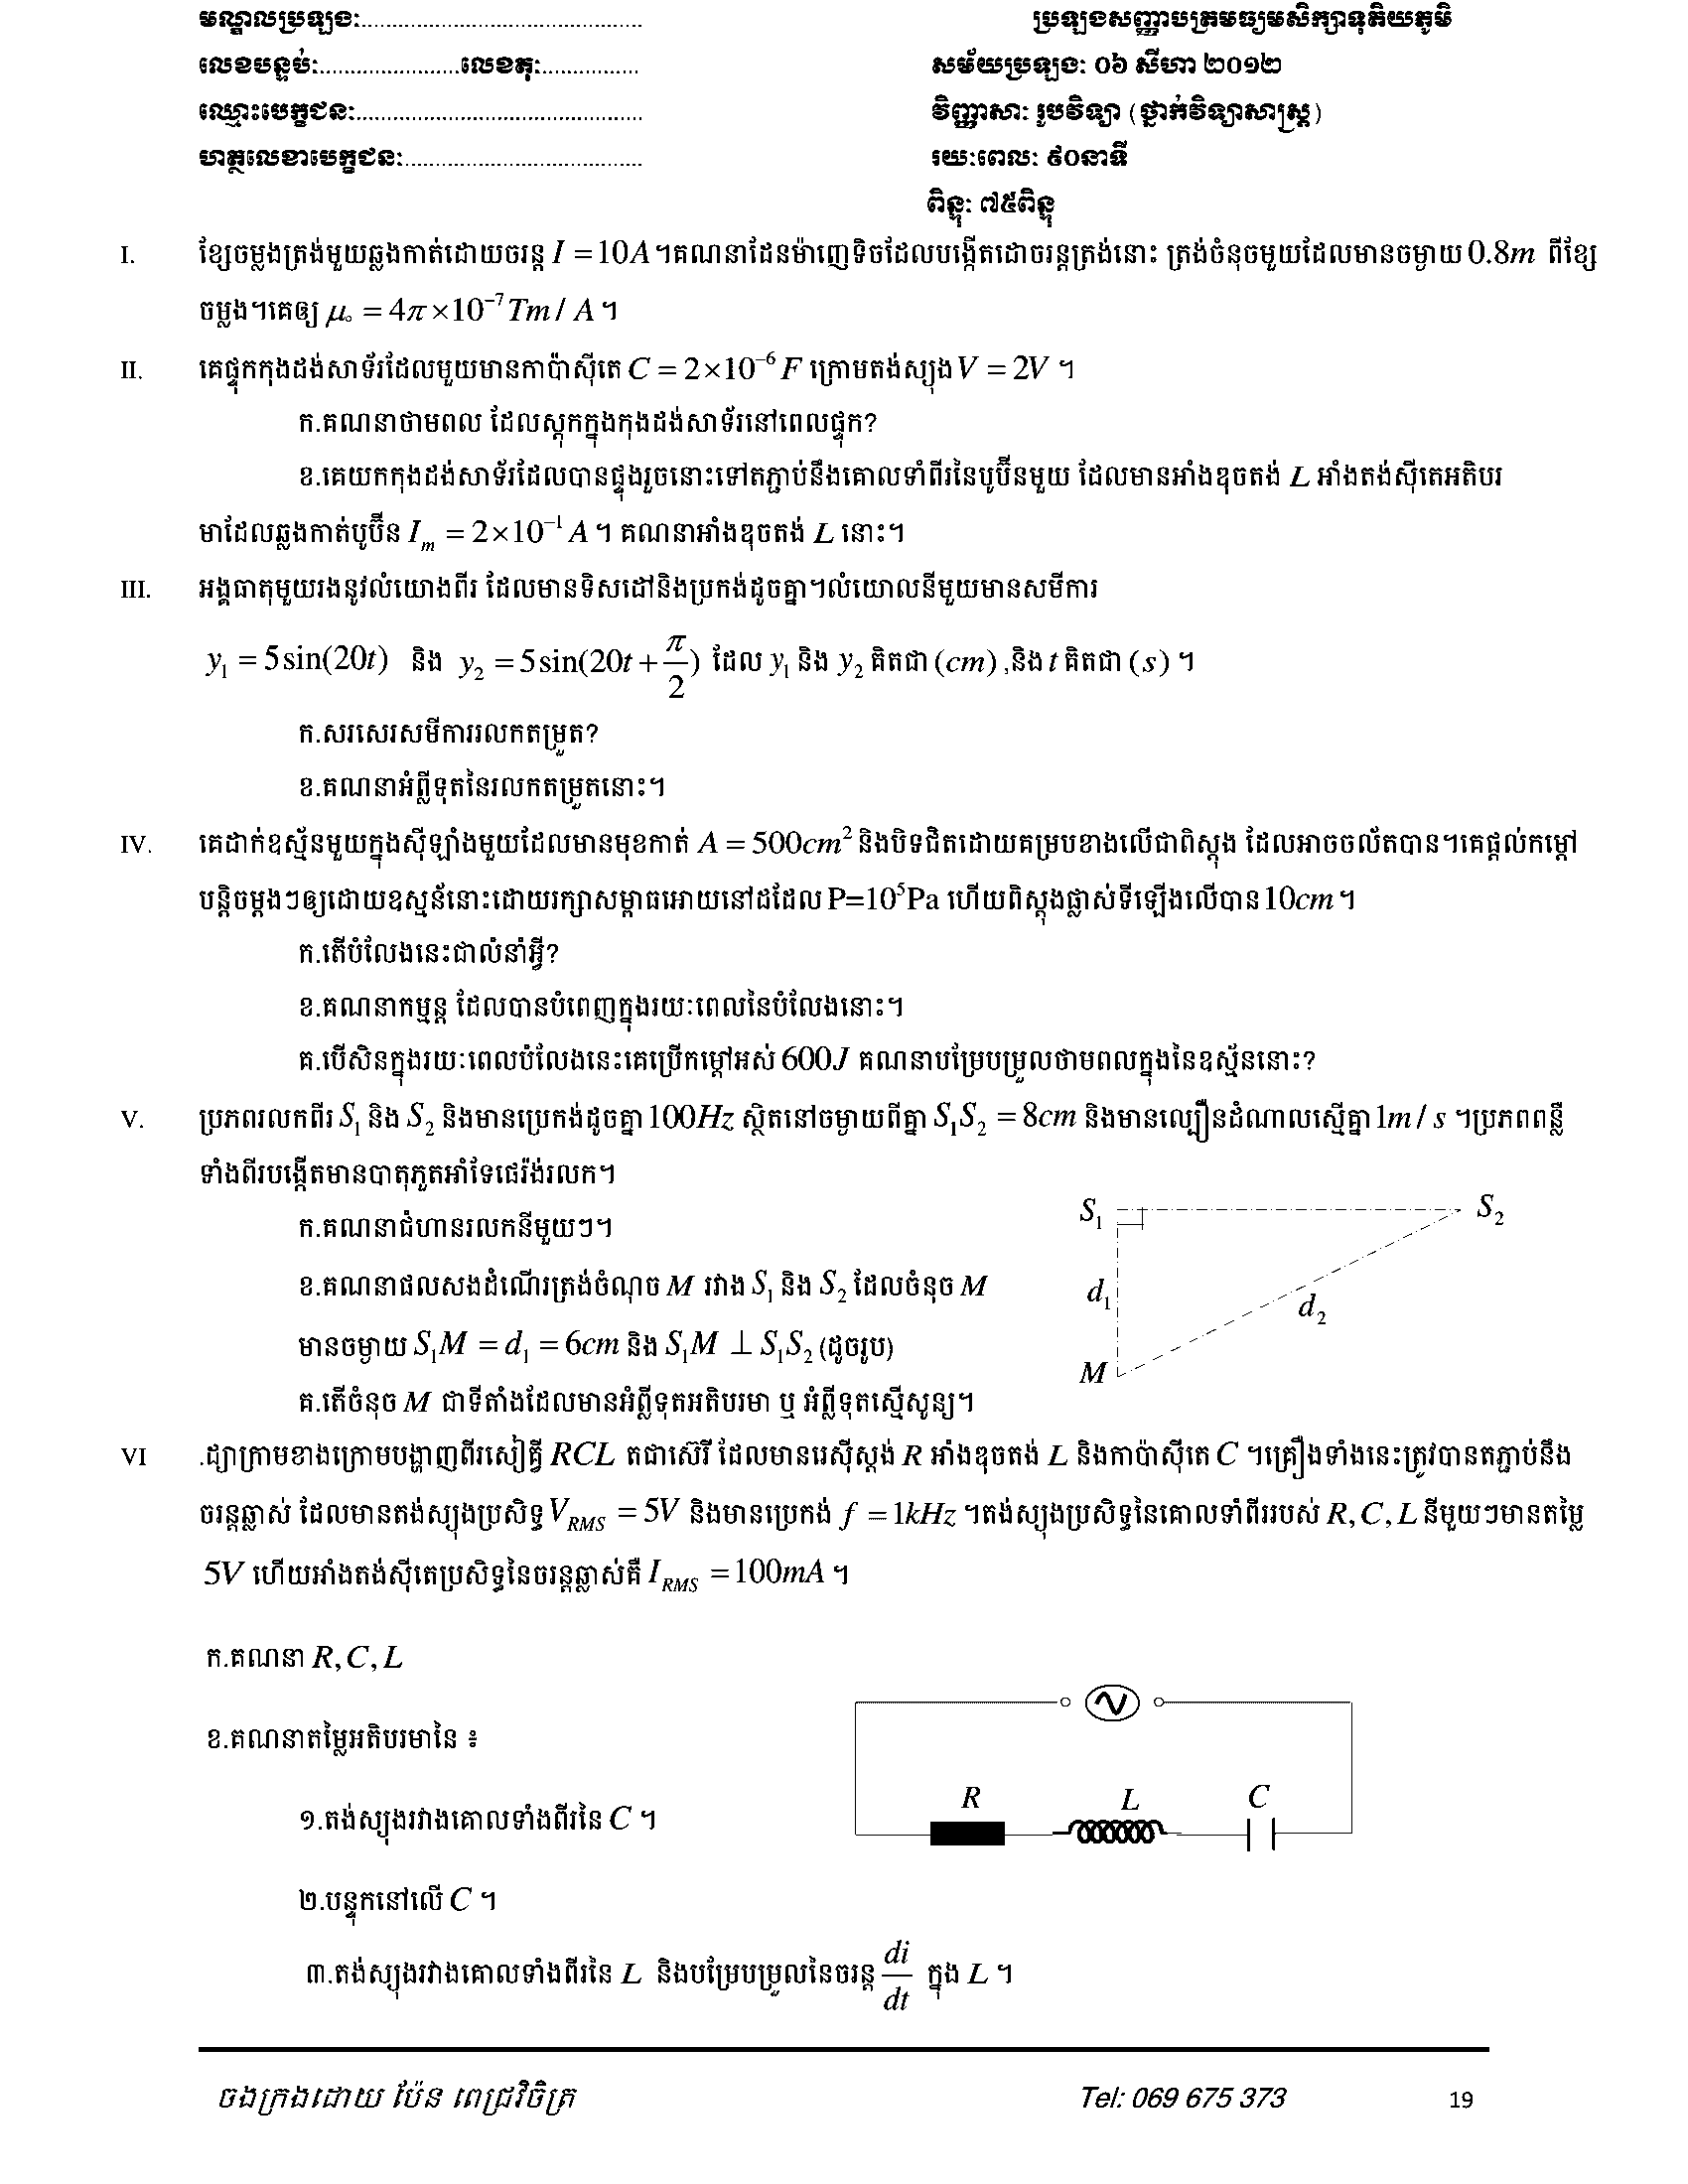 មណ្ឌលប្រឡងៈ............................................... ប្រឡងសញ្ញាបត្រមធ្យមសិក្សាទុតិយភូមិ
លេខបន្ទប់ៈ.......................លេខតុៈ................ សម័យប្រឡងៈ ០៦ សីហា ២០១២
ឈ្មោះបេក្ខជនៈ............................................... វិញ្ញាសាៈ រូបវិទ្យា (ថ្នាក់វិទ្យាសាស្ត្រ)
ហត្ថលេខាបេក្ខជនៈ....................................... រយៈពេលៈ ៩០នាទី
ពិន្ទុៈ ៧៥ពិន្ទុ
I. ខ្សែចម្លងត្រង់មួយឆ្លងកាត់ដោយចរន្ត I = 10A ។គណនាដែនម៉ាញេទិចដែលបង្កើតដោចរន្តត្រង់នោះ ត្រង់ចំនុចមួយដែលមានចម្ងាយ 0.8m ពីខ្សែ
ចម្លង។គេឲ្យ μ₀ = 4π×10⁻⁷ Tm / A ។
II. គេផ្ទុកកុងដង់សាទ័រដែលមួយមានកាប៉ាស៊ីតេ C = 2×10⁻⁶ F ក្រោមតង់ស្យុង V = 2V ។
ក.គណនាថាមពល ដែលស្តុកក្នុងកុងដង់សាទ័រនៅពេលផ្ទុក?
ខ.គេយកកុងដង់សាទ័រដែលបានផ្ទុងរួចនោះទៅតភ្ជាប់នឹងគោលទាំពីរនៃបូប៊ីនមួយ ដែលមានអាំងឌុចតង់ L អាំងតង់ស៊ីតេអតិបរ
មាដែលឆ្លងកាត់បូប៊ីន Iₘ = 2×10⁻¹ A ។ គណនាអាំងឌុចតង់ L នោះ។
III. អង្គធាតុមួយរងនូវលំយោងពីរ ដែលមានទិសដៅនិងប្រកង់ដូចគ្នា។លំយោលនីមួយមានសមីការ
y₁ = 5sin(20t) និង y₂ = 5sin(20t + π/2) ដែល y₁ និង y₂ គិតជា (cm) ,និង t គិតជា (s) ។
ក.សរសេរសមីការរលកតម្រួត?
ខ.គណនាអំព្លីទុតនៃរលកតម្រួតនោះ។
IV. គេដាក់ឧស្ម័នមួយក្នុងស៊ីឡាំងមួយដែលមានមុខកាត់ A = 500cm² និងបិទជិតដោយគម្របខាងលើជាពិស្តុង ដែលអាចចល័តបាន។គេផ្តល់កម្តៅ
បន្តិចម្តងៗឲ្យដោយឧស្មន័នោះដោយរក្សាសម្ពាធអោយនៅដដែល P=10⁵Pa ហើយពិស្តុងផ្លាស់ទីឡើងលើបាន10cm ។
ក.តើបំលែងនេះជាលំនាំអ្វី?
ខ.គណនាកម្មន្ត ដែលបានបំពេញក្នុងរយៈពេលនៃបំលែងនោះ។
គ.បើសិនក្នុងរយៈពេលបំលែងនេះគេប្រើកម្តៅអស់ 600J គណនាបម្រែបម្រួលថាមពលក្នុងនៃឧស្ម័ននោះ?
V. ប្រភពរលកពីរ S₁ និង S₂ និងមានប្រេកង់ដូចគ្នា 100Hz ស្ថិតនៅចម្ងាយពីគ្នា S₁S₂ = 8cm និងមានល្បឿនដំណាលស្មើគ្នា 1m / s ។ប្រភពពន្លឺ
ទាំងពីរបង្កើតមានបាតុភូតអាំទែផេរ៉ង់រលក។
S₁ S₂
ក.គណនាជំហានរលកនីមួយៗ។
ខ.គណនាផលសងដំណើរត្រង់ចំណុច M រវាង S₁ និង S₂ ដែលចំនុច M
d₁ d₂
មានចម្ងាយ S₁M = d₁ = 6cm និង S₁M ⊥ S₁S₂ (ដូចរូប)
M
គ.តើចំនុច M ជាទីតាំងដែលមានអំព្លីទុតអតិបរមា ឬ អំព្លីទុតស្មើសូន្យ។
VI .ដ្យាក្រាមខាងក្រោមបង្ហាញពីរសៀគ្វី RCL តជាស៊េរី ដែលមានរេស៊ីស្តង់ R អាំងឌុចតង់ L និងកាប៉ាស៊ីតេ C ។គ្រឿងទាំងនេះត្រូវបានតភ្ជាប់នឹង
ចរន្តឆ្លាស់ ដែលមានតង់ស្យុងប្រសិទ្ធ V_RMS = 5V និងមានប្រេកង់ f = 1kHz ។តង់ស្យុងប្រសិទ្ធនៃគោលទាំពីររបស់ R, C, L នីមួយៗមានតម្លៃ
5V ហើយអាំងតង់ស៊ីតេប្រសិទ្ធនៃចរន្តឆ្លាស់គឺ I_RMS = 100mA ។
ក.គណនា R, C, L
ខ.គណនាតម្លៃអតិបរមានៃ ៖
R L C
១.តង់ស្យុងរវាងគោលទាំងពីរនៃ C ។
២.បន្ទុកនៅលើ C ។
៣.តង់ស្យុងរវាងគោលទាំងពីរនៃ L និងបម្រែបម្រួលនៃចរន្ត di/dt ក្នុង L ។
ចងក្រងដោយ ប៉ែន ពេជ្រវិចិត្រ Tel: 069 675 373 19